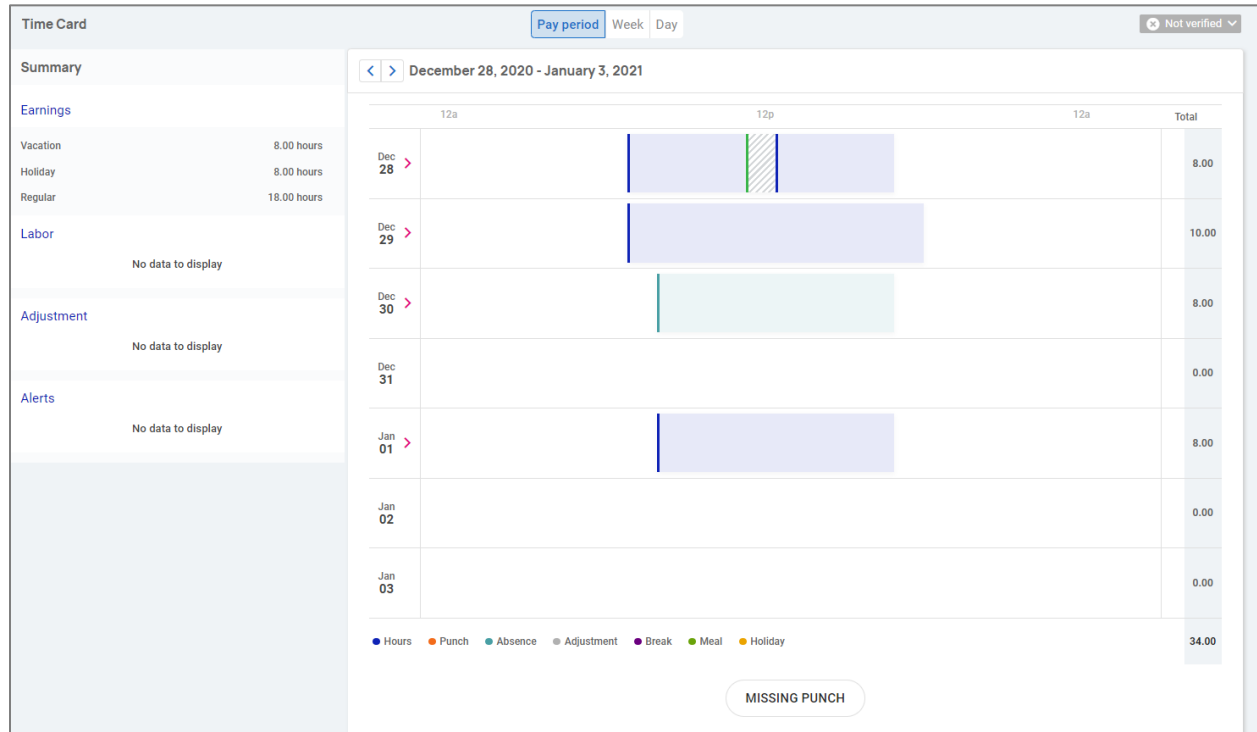 Time Card
Pay period Week Day
Not verified
Summary
Earnings
Vacation 8.00 hours
Holiday 8.00 hours
Regular 18.00 hours
Labor
No data to display
Adjustment
No data to display
Alerts
No data to display
December 28, 2020 - January 3, 2021
12a 12p 12a Total
Dec
28 8.00
Dec
29 10.00
Dec
30 8.00
Dec
31 0.00
Jan
01 8.00
Jan
02 0.00
Jan
03 0.00
Hours Punch Absence Adjustment Break Meal Holiday 34.00
MISSING PUNCH